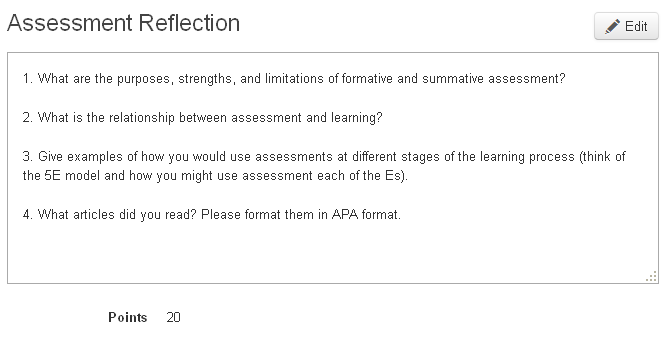 Assessment Reflection
Edit
1. What are the purposes, strengths, and limitations of formative and summative assessment?
2. What is the relationship between assessment and learning?
3. Give examples of how you would use assessments at different stages of the learning process (think of
the 5E model and how you might use assessment each of the Es).
4. What articles did you read? Please format them in APA format.
Points 20